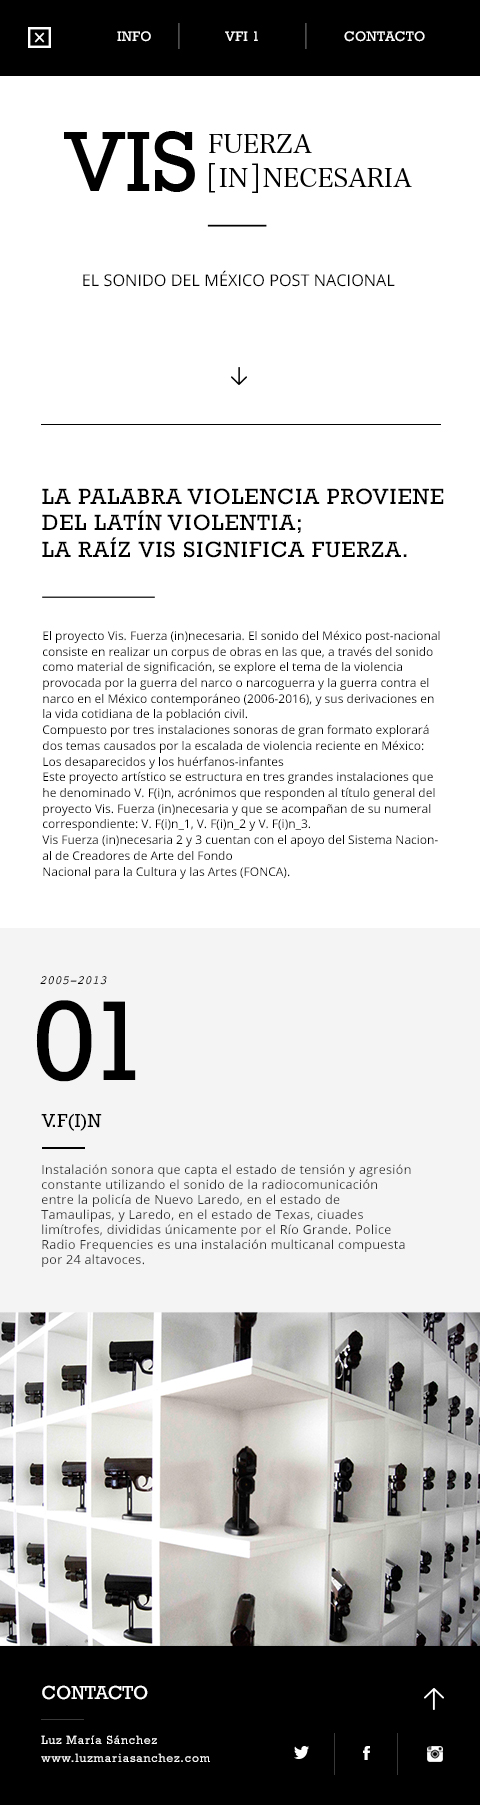 INFO
VFI 1
CONTACTO
VIS
FUERZA
[IN]NECESARIA
EL SONIDO DEL MÉXICO POST NACIONAL
LA PALABRA VIOLENCIA PROVIENE
DEL LATÍN VIOLENTIA;
LA RAÍZ VIS SIGNIFICA FUERZA.
El proyecto Vis. Fuerza (in)necesaria. El sonido del México post-nacional
consiste en realizar un corpus de obras en las que, a través del sonido
como material de significación, se explore el tema de la violencia
provocada por la guerra del narco o narcoguerra y la guerra contra el
narco en el México contemporáneo (2006-2016), y sus derivaciones en
la vida cotidiana de la población civil.
Compuesto por tres instalaciones sonoras de gran formato explorará
dos temas causados por la escalada de violencia reciente en México:
Los desaparecidos y los huérfanos-infantes
Este proyecto artístico se estructura en tres grandes instalaciones que
he denominado V. F(i)n, acrónimos que responden al título general del
proyecto Vis. Fuerza (in)necesaria y que se acompañan de su numeral
correspondiente: V. F(i)n_1, V. F(i)n_2 y V. F(i)n_3.
Vis Fuerza (in)necesaria 2 y 3 cuentan con el apoyo del Sistema Nacion-
al de Creadores de Arte del Fondo
Nacional para la Cultura y las Artes (FONCA).
2005–2013
01
V.F(I)N
Instalación sonora que capta el estado de tensión y agresión
constante utilizando el sonido de la radiocomunicación
entre la policía de Nuevo Laredo, en el estado de
Tamaulipas, y Laredo, en el estado de Texas, ciuades
limítrofes, divididas únicamente por el Río Grande. Police
Radio Frequencies es una instalación multicanal compuesta
por 24 altavoces.
CONTACTO
Luz María Sánchez
www.luzmariasanchez.com